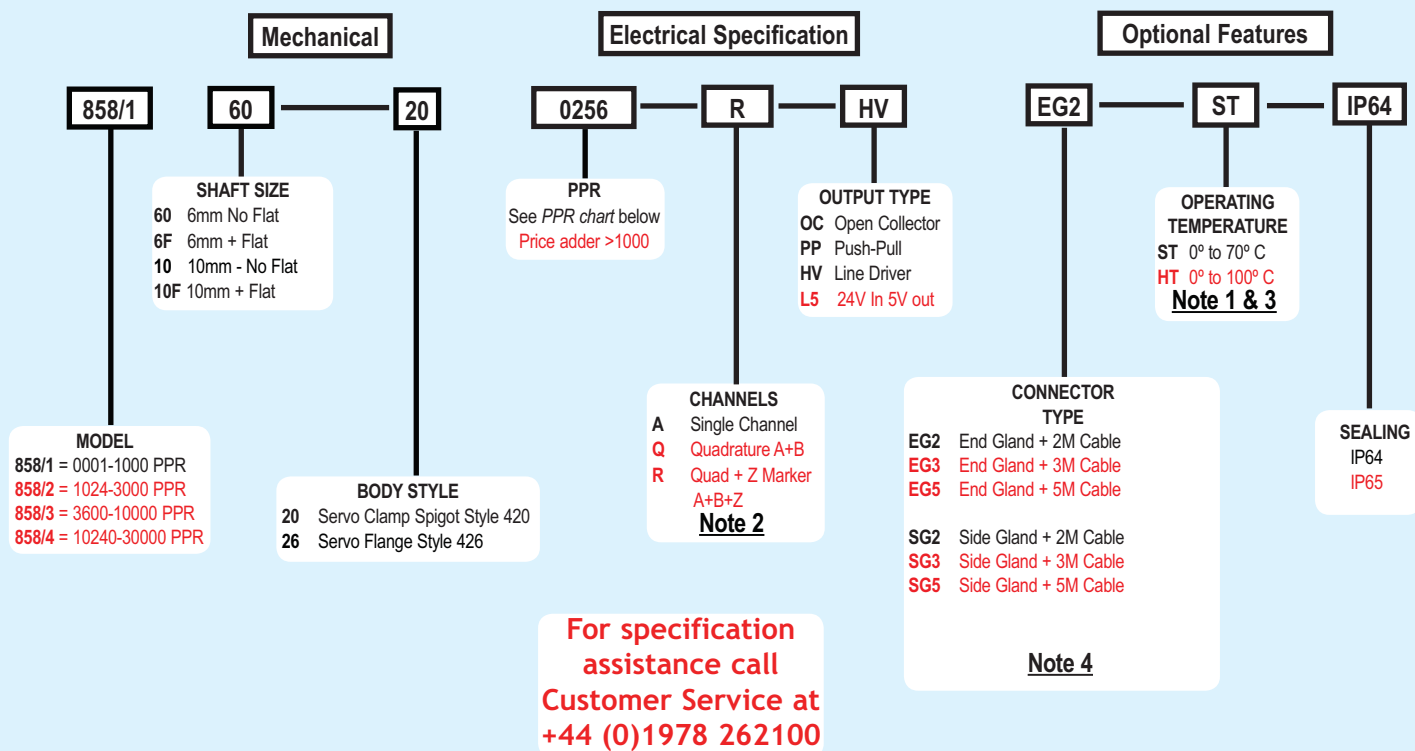 Mechanical
Electrical Specification
Optional Features
858/1
60
20
0256
R
HV
EG2
ST
IP64
SHAFT SIZE
60 6mm No Flat
6F 6mm + Flat
10 10mm - No Flat
10F 10mm + Flat
PPR
See PPR chart below
Price adder >1000
OUTPUT TYPE
OC Open Collector
PP Push-Pull
HV Line Driver
L5 24V In 5V out
OPERATING
TEMPERATURE
ST 0º to 70º C
HT 0º to 100º C
Note 1 & 3
MODEL
858/1 = 0001-1000 PPR
858/2 = 1024-3000 PPR
858/3 = 3600-10000 PPR
858/4 = 10240-30000 PPR
BODY STYLE
20 Servo Clamp Spigot Style 420
26 Servo Flange Style 426
CHANNELS
A Single Channel
Q Quadrature A+B
R Quad + Z Marker
A+B+Z
Note 2
CONNECTOR
TYPE
EG2 End Gland + 2M Cable
EG3 End Gland + 3M Cable
EG5 End Gland + 5M Cable
SG2 Side Gland + 2M Cable
SG3 Side Gland + 3M Cable
SG5 Side Gland + 5M Cable
Note 4
SEALING
IP64
IP65
For specification
assistance call
Customer Service at
+44 (0)1978 262100